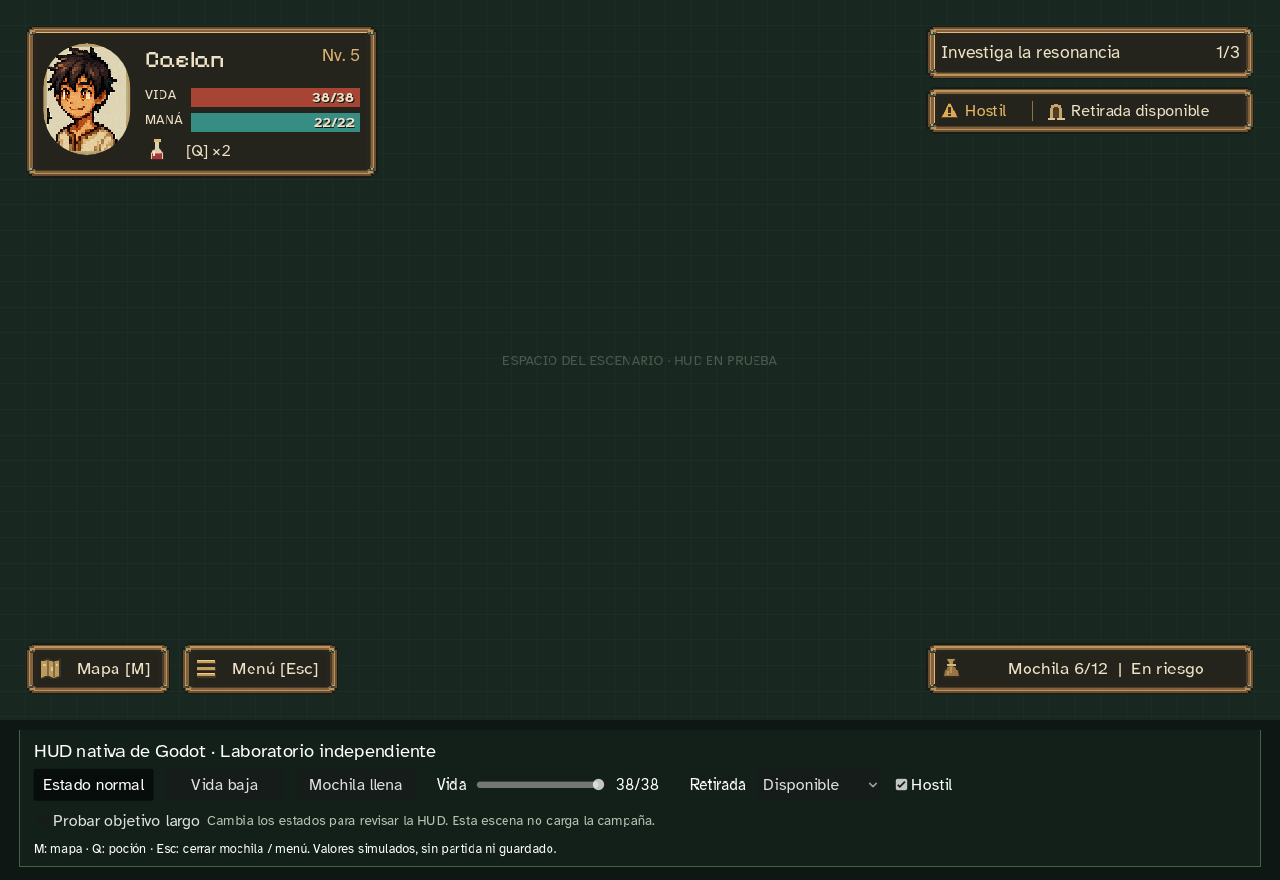 Caelan
Nv. 5
VIDA
38/38
MANÁ
22/22
[Q] ×2
Investiga la resonancia
1/3
Hostil
Retirada disponible
ESPACIO DEL ESCENARIO · HUD EN PRUEBA
Mapa [M]
Menú [Esc]
Mochila 6/12 | En riesgo
HUD nativa de Godot · Laboratorio independiente
Estado normal
Vida baja
Mochila llena
Vida
38/38
Retirada
Disponible
Hostil
Probar objetivo largo
Cambia los estados para revisar la HUD. Esta escena no carga la campaña.
M: mapa · Q: poción · Esc: cerrar mochila / menú. Valores simulados, sin partida ni guardado.